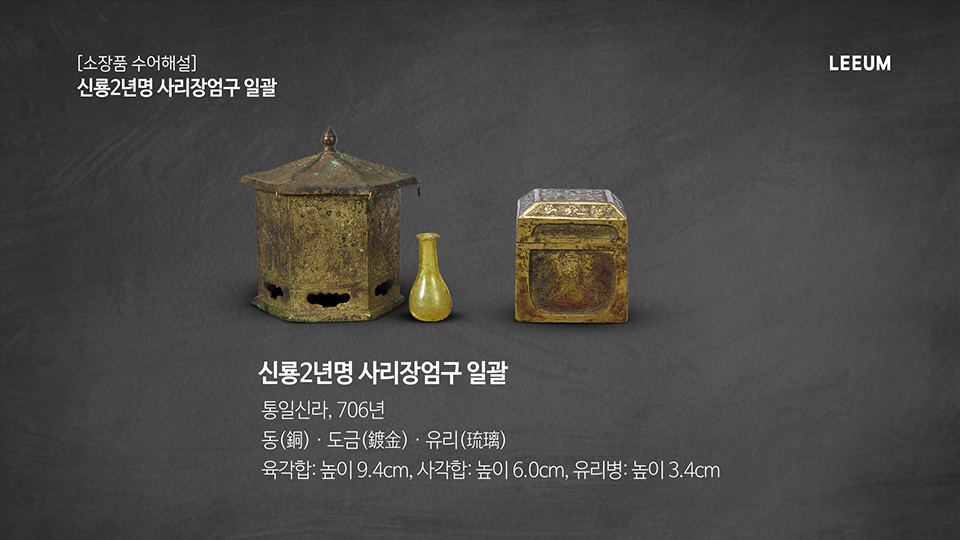 [소장품 수어해설]
신룡2년명 사리장엄구 일괄
LEEUM
신룡2년명 사리장엄구 일괄
통일신라, 706년
동(銅)ㆍ도금(鍍金)ㆍ유리(琉璃)
육각합: 높이 9.4cm, 사각합: 높이 6.0cm, 유리병: 높이 3.4cm